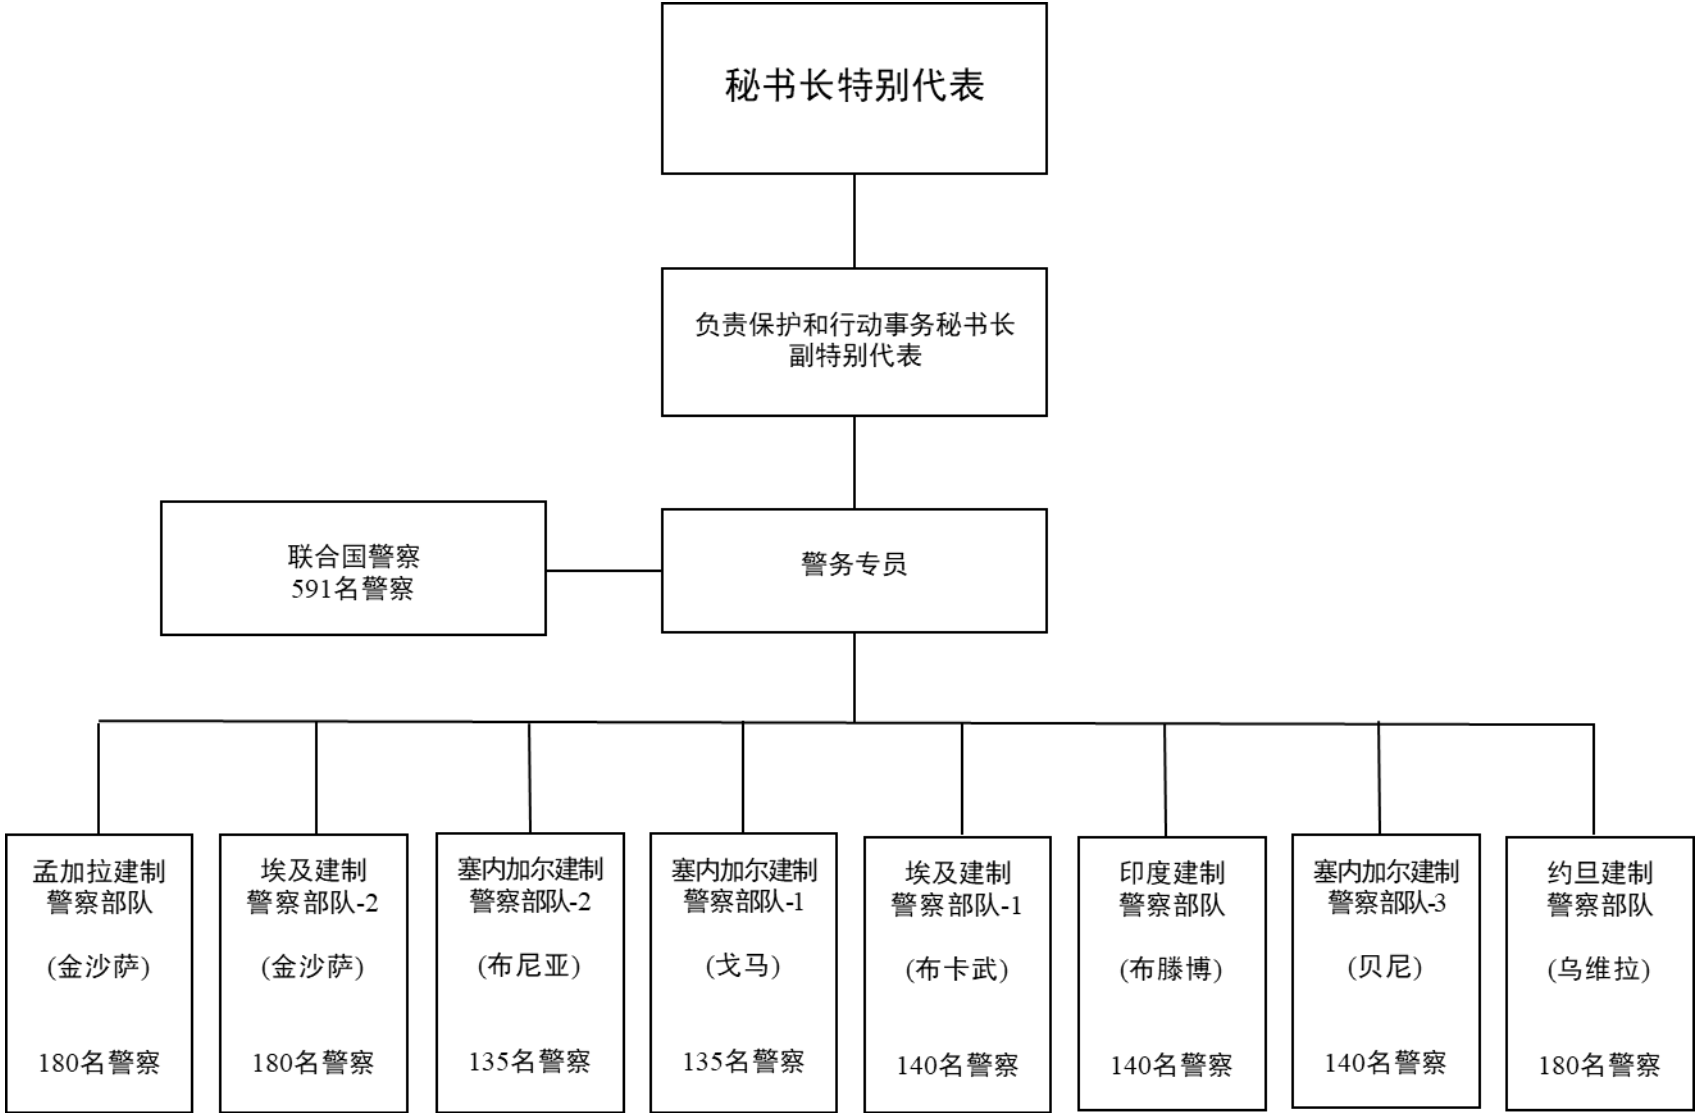 秘书长特别代表
负责保护和行动事务秘书长
副特别代表
联合国警察
591名警察
警务专员
孟加拉建制
警察部队
(金沙萨)
180名警察
埃及建制
警察部队-2
(金沙萨)
180名警察
塞内加尔建制
警察部队-2
(布尼亚)
135名警察
塞内加尔建制
警察部队-1
(戈马)
135名警察
埃及建制
警察部队-1
(布卡武)
140名警察
印度建制
警察部队
(布滕博)
140名警察
塞内加尔建制
警察部队-3
(贝尼)
140名警察
约旦建制
警察部队
(乌维拉)
180名警察